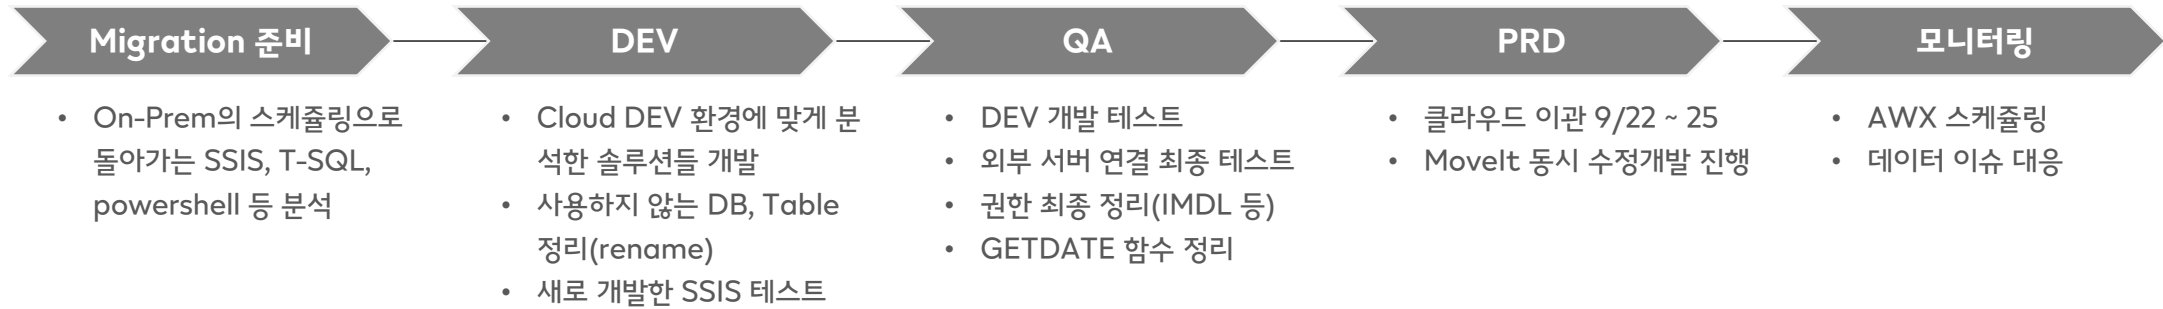 Migration 준비
DEV
QA
PRD
모니터링
• On-Prem의 스케쥴링으로
돌아가는 SSIS, T-SQL,
powershell 등 분석
• Cloud DEV 환경에 맞게 분
석한 솔루션들 개발
• 사용하지 않는 DB, Table
정리(rename)
• 새로 개발한 SSIS 테스트
• DEV 개발 테스트
• 외부 서버 연결 최종 테스트
• 권한 최종 정리(IMDL 등)
• GETDATE 함수 정리
• 클라우드 이관 9/22 ~ 25
• MoveIt 동시 수정개발 진행
• AWX 스케쥴링
• 데이터 이슈 대응